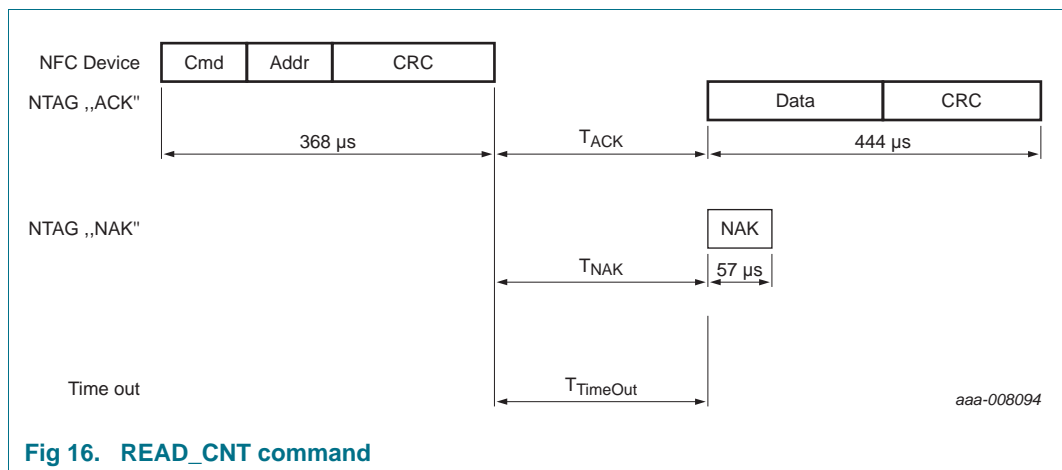 NFC Device Cmd Addr CRC
NTAG ,,ACK" Data CRC
368 µs TACK 444 µs
NTAG ,,NAK" NAK
TNAK 57 µs
Time out TTimeOut aaa-008094
Fig 16. READ_CNT command